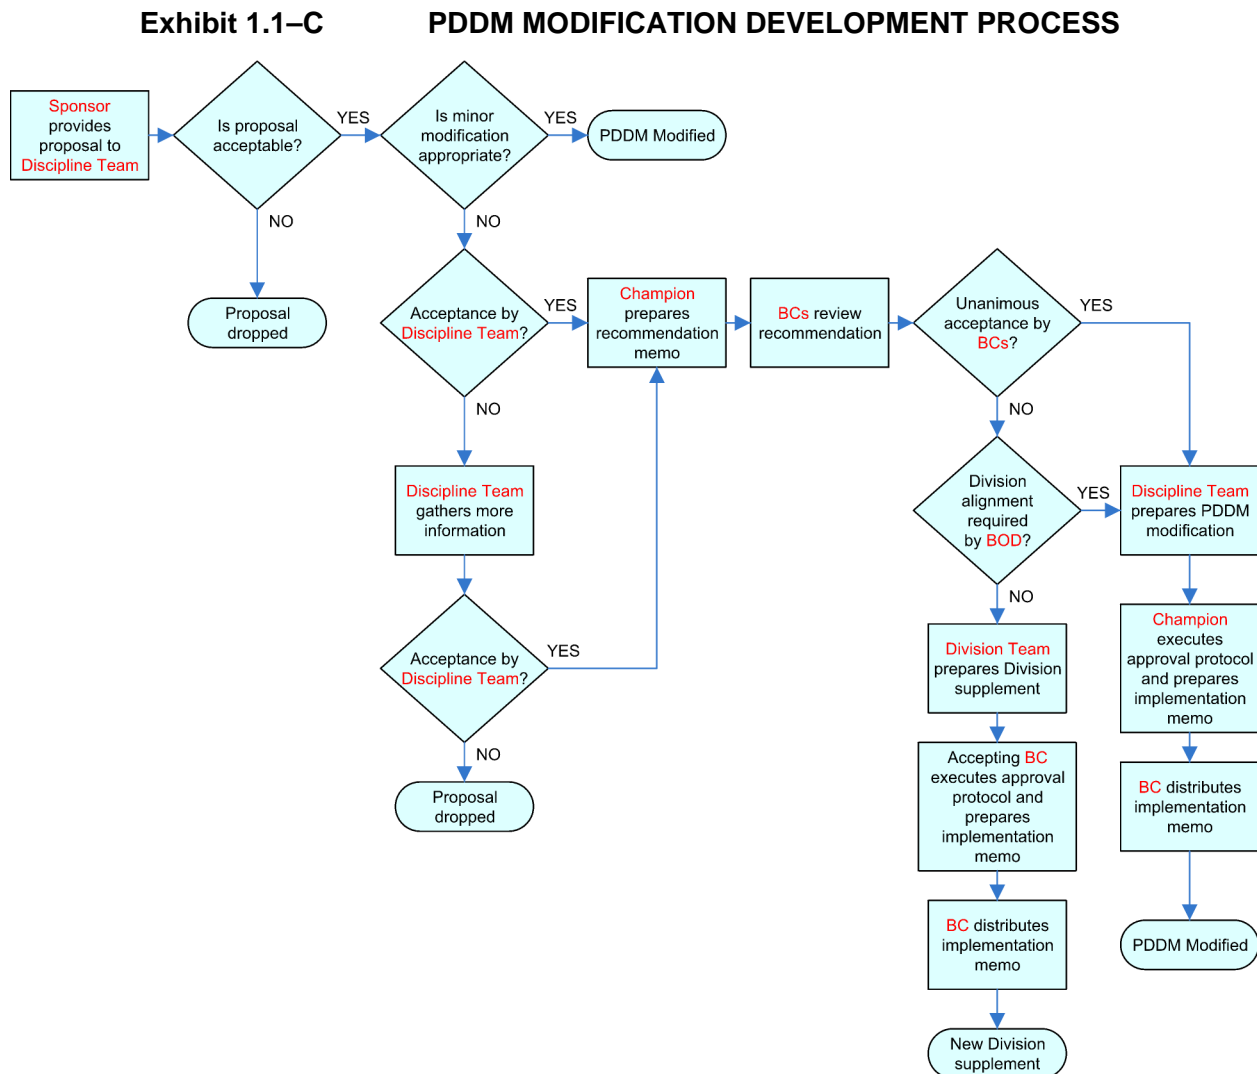 Exhibit 1.1–C PDDM MODIFICATION DEVELOPMENT PROCESS
Sponsor
provides
proposal to
Discipline Team
Is proposal
acceptable?
YES
NO
Proposal
dropped
Is minor
modification
appropriate?
YES
PDDM Modified
NO
Acceptance by
Discipline Team?
YES
NO
Champion
prepares
recommendation
memo
BCs review
recommendation
Unanimous
acceptance by
BCs?
YES
NO
Discipline Team
gathers more
information
Acceptance by
Discipline Team?
YES
NO
Proposal
dropped
Division
alignment
required
by BOD?
YES
NO
Discipline Team
prepares PDDM
modification
Division Team
prepares Division
supplement
Accepting BC
executes approval
protocol and
prepares
implementation
memo
BC distributes
implementation
memo
New Division
supplement
Champion
executes
approval protocol
and prepares
implementation
memo
BC distributes
implementation
memo
PDDM Modified